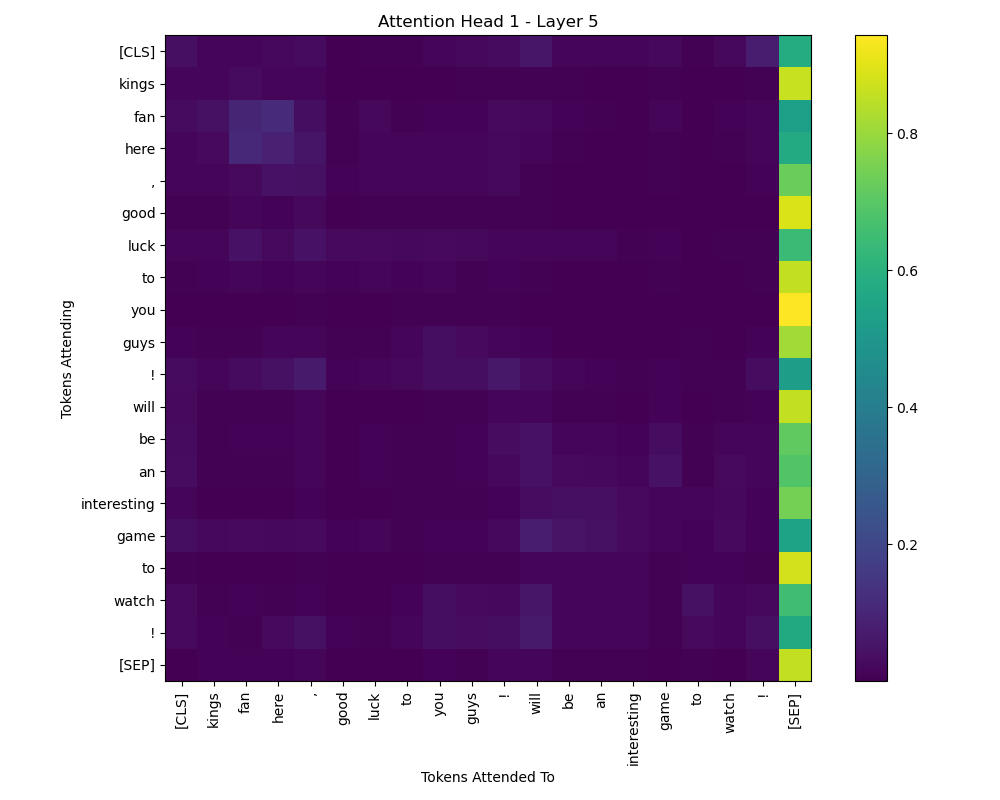 Attention Head 1 - Layer 5
Tokens Attending
[CLS]
kings
fan
here
,
good
luck
to
you
guys
!
will
be
an
interesting
game
to
watch
!
[SEP]
[CLS]
kings
fan
here
,
good
luck
to
you
guys
!
will
be
an
interesting
game
to
watch
!
[SEP]
Tokens Attended To
0.8
0.6
0.4
0.2